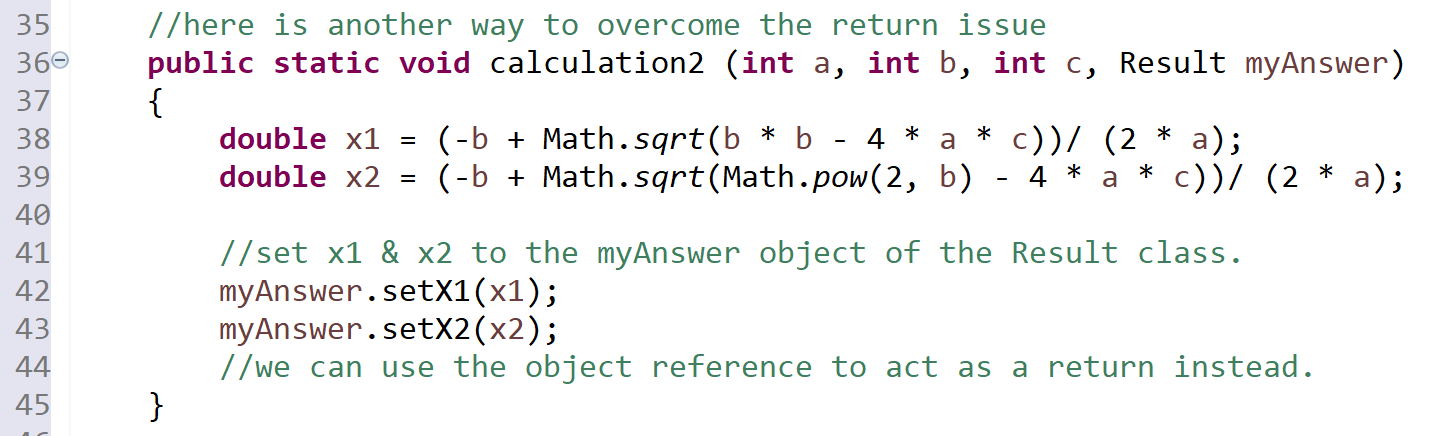 35 //here is another way to overcome the return issue
36 public static void calculation2 (int a, int b, int c, Result myAnswer)
37 {
38 double x1 = (-b + Math.sqrt(b * b - 4 * a * c))/ (2 * a);
39 double x2 = (-b + Math.sqrt(Math.pow(2, b) - 4 * a * c))/ (2 * a);
40
41 //set x1 & x2 to the myAnswer object of the Result class.
42 myAnswer.setX1(x1);
43 myAnswer.setX2(x2);
44 //we can use the object reference to act as a return instead.
45 }